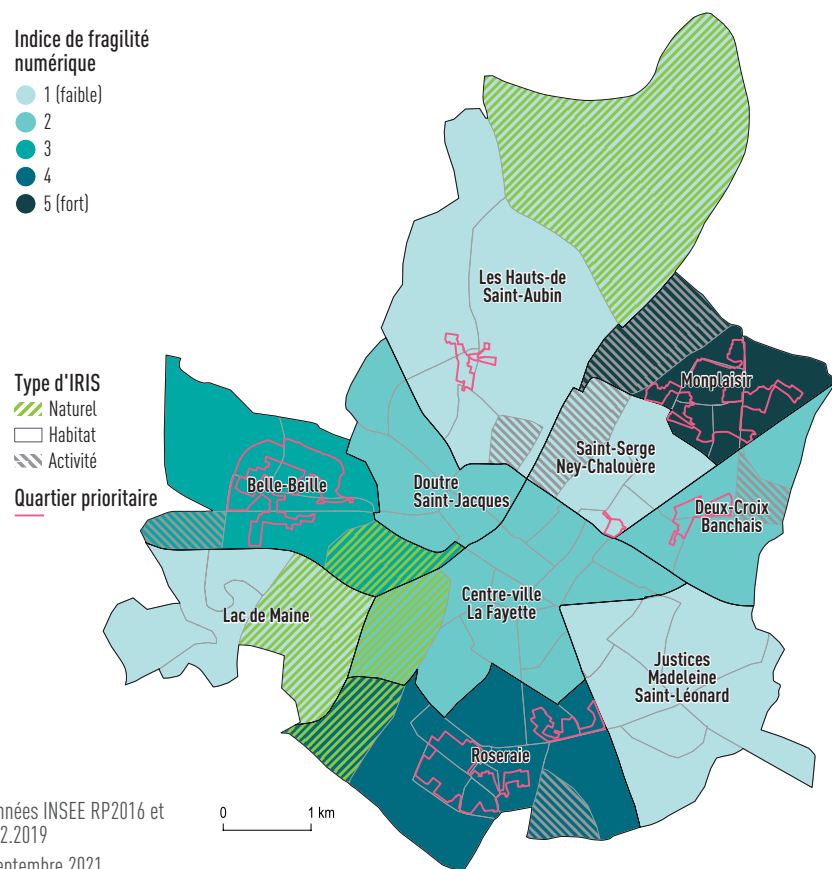 Indice de fragilité
numérique
1 (faible)
2
3
4
5 (fort)
Type d'IRIS
Naturel
Habitat
Activité
Quartier prioritaire
Les Hauts-de
Saint-Aubin
Monplaisir
Saint-Serge
Ney-Chalouère
Belle-Beille
Doutre
Saint-Jacques
Deux-Croix
Banchais
Centre-ville
La Fayette
Lac de Maine
Justices
Madeleine
Saint-Léonard
Roseraie
0 1 km
nnées INSEE RP2016 et
2.2019
eptembre 2021